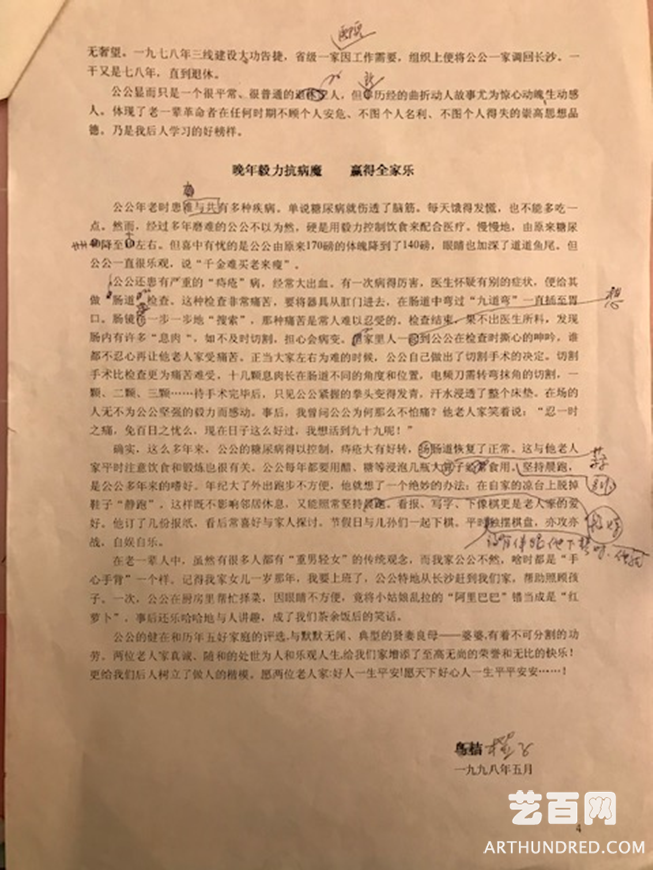 无奢望。一九七八年三线建设大功告捷，省级一家因工作需要，组织上便将公公一家调回长沙。一
干又是七八年，直到退休。
公公显而只是一个很平常、很普通的退休工人，但历经的曲折动人故事尤为惊心动魄生动感
人。体现了老一辈革命者在任何时期不顾个人安危、不图个人名利、不图个人得失的崇高思想品
德。乃是我后人学习的好榜样。
晚年毅力抗病魔 赢得全家乐
公公年老时患难与共有多种疾病。单说糖尿病就伤透了脑筋。每天饿得发慌，也不能多吃一
点。然而，经过多年磨难的公公不以为然，硬是用毅力控制饮食来配合医疗。慢慢地，由原来糖尿
降至左右。但喜中有忧的是公公由原来170磅的体魄降到了140磅，眼睛也加深了道道鱼尾。但
公公一直很乐观，说“千金难买老来瘦”。
公公还患有严重的“痔疮”病，经常大出血。有一次病得厉害，医生怀疑有别的症状，便给其
做肠道检查。这种检查非常痛苦，要将器具从肛门进去，在肠道中弯过“九道弯”一直插至胃
口。肠镜一步一步地“搜索”，那种痛苦是常人难以忍受的。检查结束，果不出医生所料，发现
肠内有许多“息肉”，如不及时切割，担心会病变。家里人一到公公在检查时撕心的呻吟，谁
都不忍心再让他老人家受痛苦。正当大家左右为难的时候，公公自己做出了切割手术的决定。切割
手术比检查更为痛苦难受，十几颗息肉长在肠道不同的角度和位置，电频刀需转弯抹角的切割，一
颗、二颗、三颗……待手术完毕后，只见公公紧握的拳头变得发青，汗水浸透了整个床垫。在场的
人无不为公公坚强的毅力而感动。事后，我曾问公公为何那么不怕痛？他老人家笑着说：“忍一时
之痛，免百日之忧么，现在日子这么好过，我想活到九十九呢！”
确实，这么多年来，公公的糖尿病得以控制，痔疮大有好转，肠道恢复了正常。这与他老人
家平时注意饮食和锻炼也很有关。公公每年都要用醋、糖等浸泡几瓶大子经常食用。坚持晨跑，
是公公多年来的嗜好。年纪大了外出跑步不方便，他就想了一个绝妙的办法：在自家的凉台上脱掉
鞋子“静跑”，这样既不影响邻居休息，又能照常坚持晨跑。看报、写字、下像棋更是老人家的爱
好。他订了几份报纸，看后常喜好与家人探讨，节假日与几孙们一起下棋。平时独摆棋盘，亦攻亦
战，自娱自乐。
在老一辈人中，虽然有很多人都有“重男轻女”的传统观念，而我家公公不然，啥时都是“手
心手背”一个样。记得我家女儿一岁那年，我要上班了，公公特地从长沙赶到我们家，帮助照顾孩
子。一次，公公在厨房里帮忙择菜，因眼睛不方便，竟将小姑娘乱拉的“阿里巴巴”错当成是“红
萝卜”，事后还乐哈哈地与人讲趣，成了我们茶余饭后的笑话。
公公的健在和历年五好家庭的评选，与默默无闻、典型的贤妻良母——婆婆，有着不可分割的功
劳。两位老人家真诚、随和的处世为人和乐观人生，给我们家增添了至高无尚的荣誉和无比的快乐！
更给我们后人树立了做人的楷模。愿两位老人家：好人一生平安！愿天下好心人一生平平安安……！
一九九八年五月
4
艺百网
ARTHUNDRED.COM